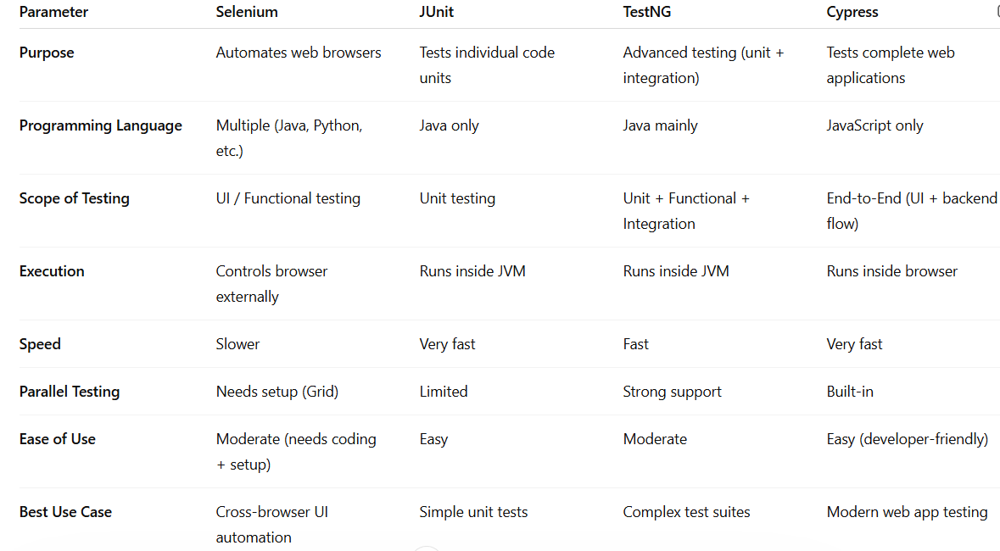 Parameter Selenium JUnit TestNG Cypress
Purpose Automates web browsers Tests individual code Advanced testing (unit + Tests complete web
units integration) applications
Programming Language Multiple (Java, Python, Java only Java mainly JavaScript only
etc.)
Scope of Testing UI / Functional testing Unit testing Unit + Functional + End-to-End (UI + backend
Integration flow)
Execution Controls browser Runs inside JVM Runs inside JVM Runs inside browser
externally
Speed Slower Very fast Fast Very fast
Parallel Testing Needs setup (Grid) Limited Strong support Built-in
Ease of Use Moderate (needs coding Easy Moderate Easy (developer-friendly)
+ setup)
Best Use Case Cross-browser UI Simple unit tests Complex test suites Modern web app testing
automation